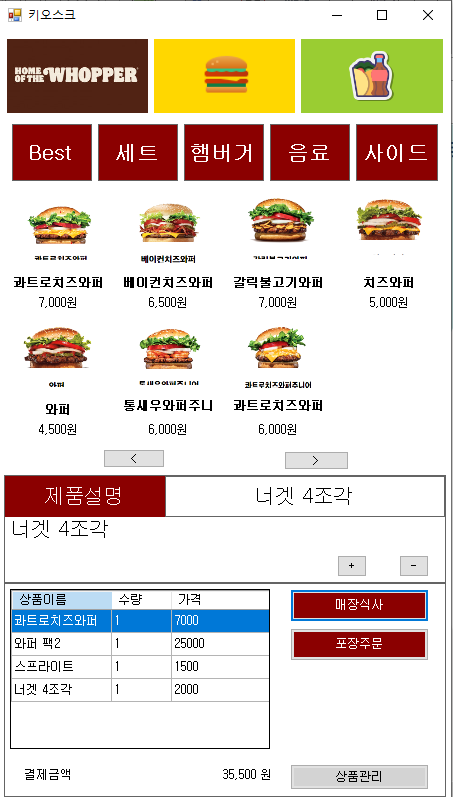 키오스크
HOME OF THE WHOPPER
Best 세트 햄버거 음료 사이드
콰트로치즈와퍼 베이컨치즈와퍼 갈릭불고기와퍼
콰트로치즈와퍼 베이컨치즈와퍼 갈릭불고기와퍼 치즈와퍼
7,000원 6,500원 7,000원 5,000원
와퍼 통새우와퍼주니어 콰트로치즈와퍼주니어
와퍼 통새우와퍼주니 콰트로치즈와퍼
4,500원 6,000원 6,000원
< >
제품설명 너겟 4조각
너겟 4조각
+ -
상품이름 수량 가격
콰트로치즈와퍼 1 7000
와퍼 팩2 1 25000
스프라이트 1 1500
너겟 4조각 1 2000
매장식사
포장주문
결제금액 35,500 원
상품관리